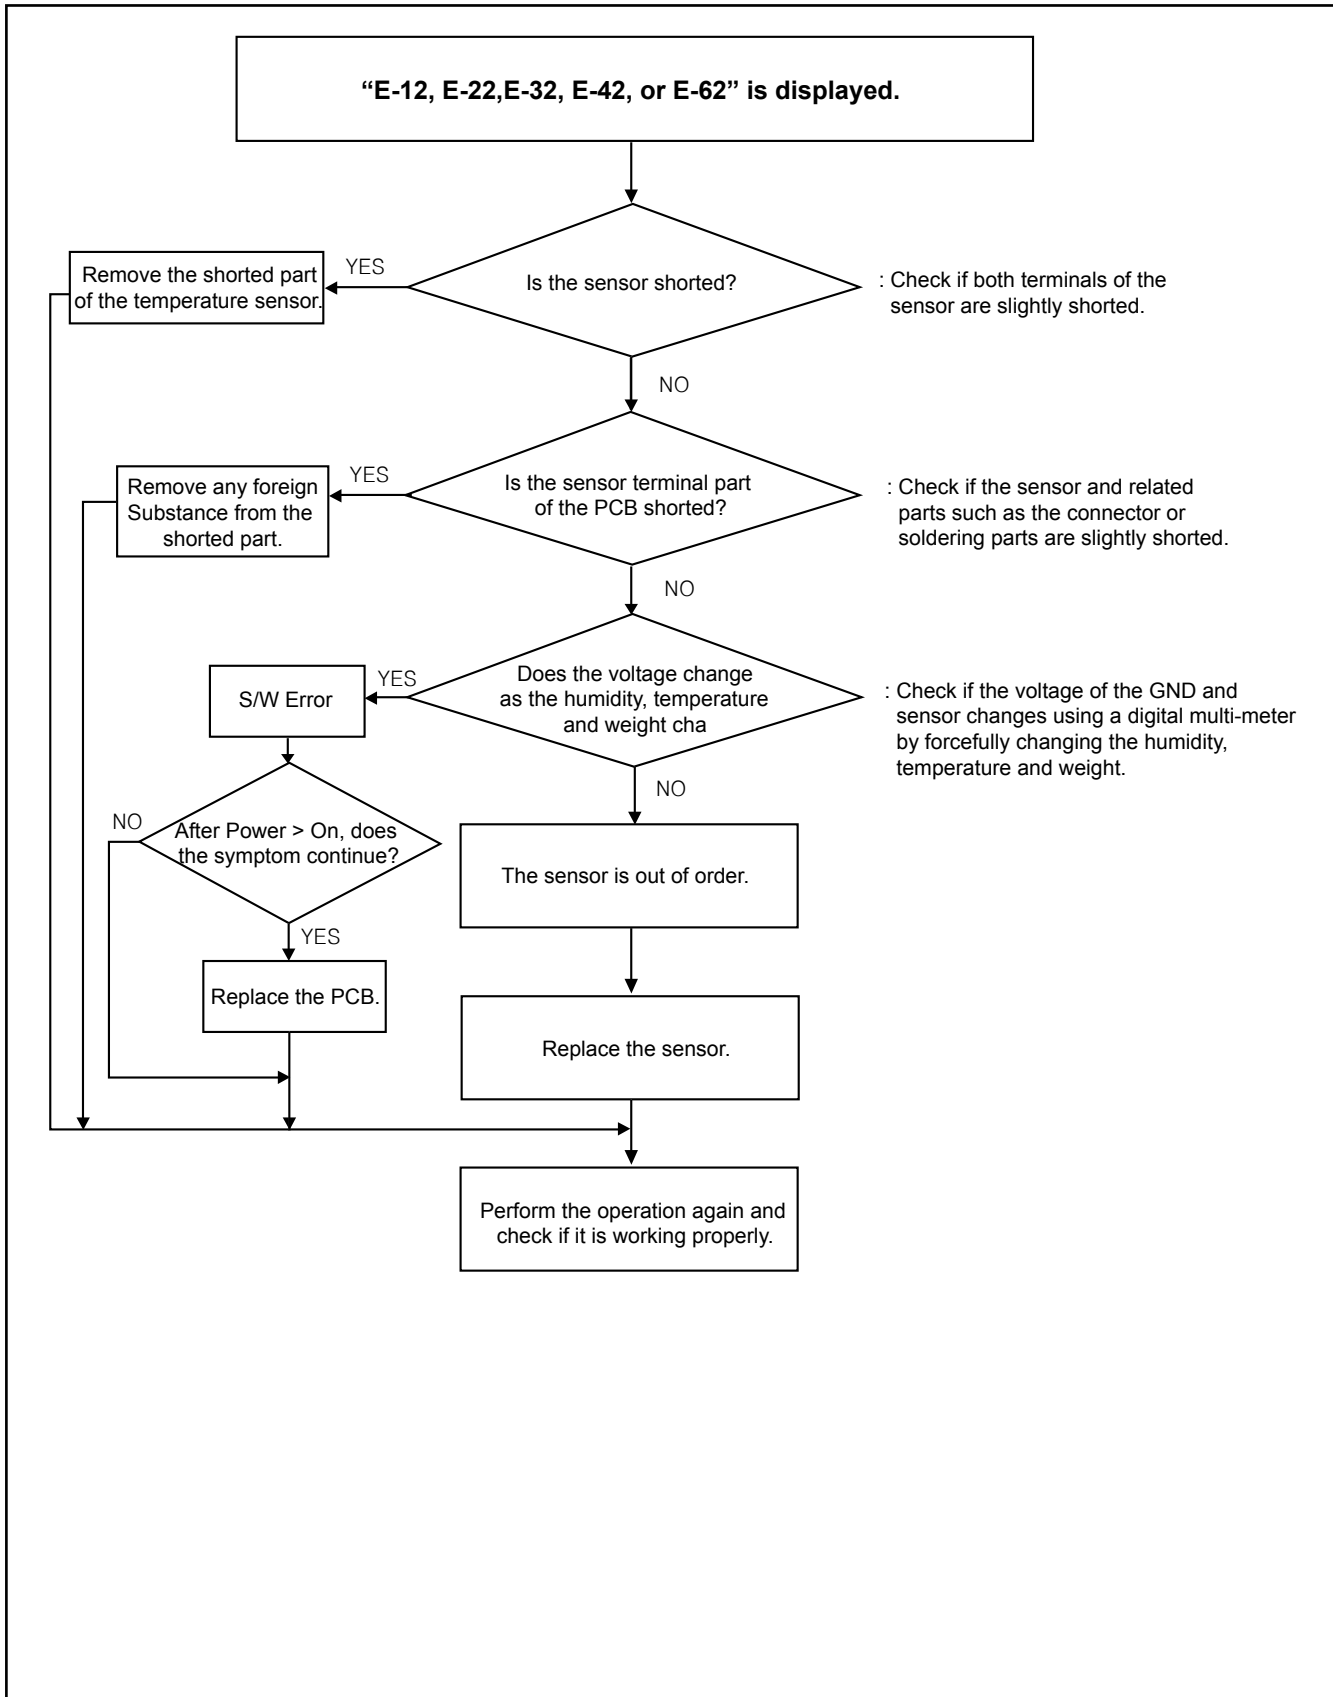 “E-12, E-22,E-32, E-42, or E-62” is displayed.
Remove the shorted part
of the temperature sensor.
YES
Is the sensor shorted?
: Check if both terminals of the
sensor are slightly shorted.
NO
Remove any foreign
Substance from the
shorted part.
YES
Is the sensor terminal part
of the PCB shorted?
: Check if the sensor and related
parts such as the connector or
soldering parts are slightly shorted.
NO
S/W Error
YES
Does the voltage change
as the humidity, temperature
and weight cha
: Check if the voltage of the GND and
sensor changes using a digital multi-meter
by forcefully changing the humidity,
temperature and weight.
NO
NO
After Power > On, does
the symptom continue?
The sensor is out of order.
YES
Replace the PCB.
Replace the sensor.
Perform the operation again and
check if it is working properly.